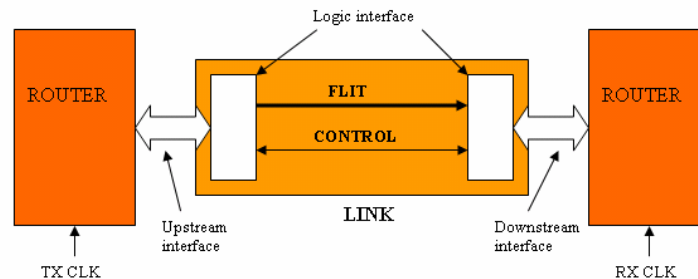 Logic interface
ROUTER
FLIT
ROUTER
CONTROL
LINK
Upstream
interface
Downstream
interface
TX CLK
RX CLK